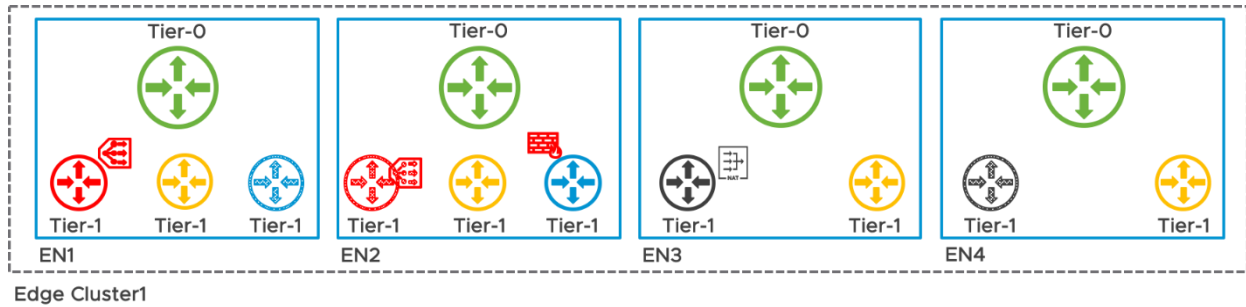 Tier-0
Tier-0
Tier-0
Tier-0
NAT
Tier-1
Tier-1
Tier-1
Tier-1
Tier-1
Tier-1
Tier-1
Tier-1
Tier-1
Tier-1
EN1
EN2
EN3
EN4
Edge Cluster1